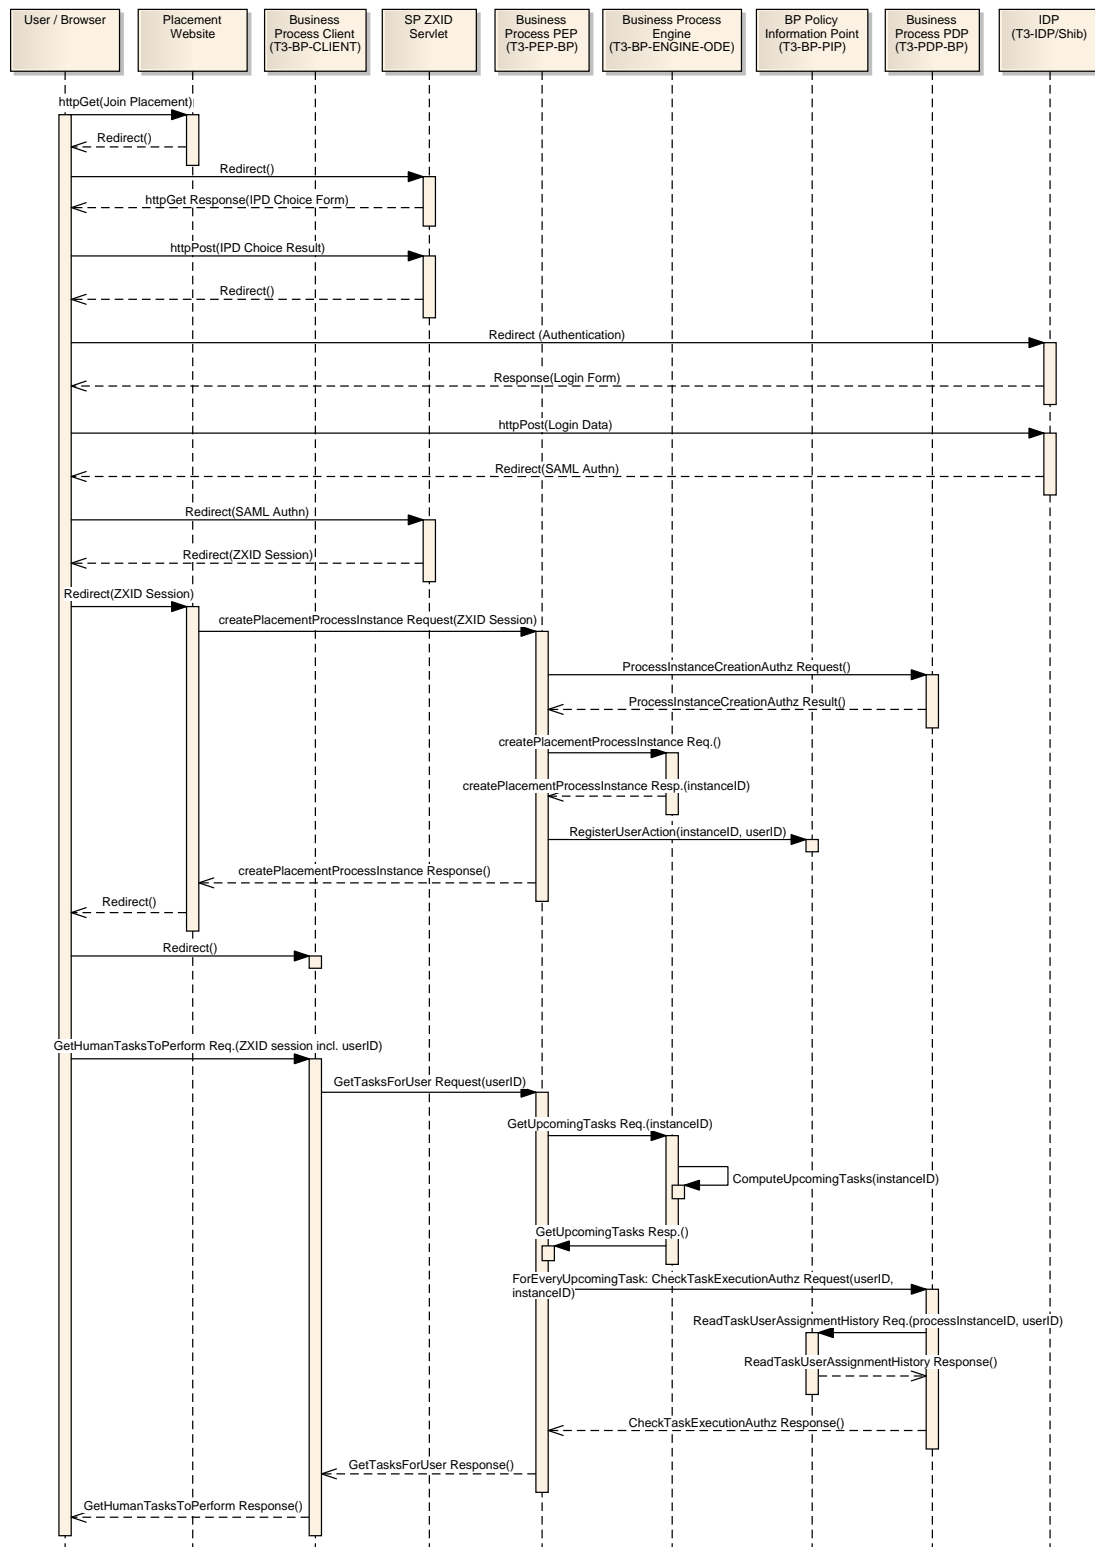 User / Browser
Placement
Website
Business
Process Client
(T3-BP-CLIENT)
SP ZXID
Servlet
Business
Process PEP
(T3-PEP-BP)
Business Process
Engine
(T3-BP-ENGINE-ODE)
BP Policy
Information Point
(T3-BP-PIP)
Business
Process PDP
(T3-PDP-BP)
IDP
(T3-IDP/Shib)
httpGet(Join Placement)
Redirect()
Redirect()
httpGet Response(IPD Choice Form)
httpPost(IPD Choice Result)
Redirect()
Redirect (Authentication)
Response(Login Form)
httpPost(Login Data)
Redirect(SAML Authn)
Redirect(SAML Authn)
Redirect(ZXID Session)
Redirect(ZXID Session)
createPlacementProcessInstance Request(ZXID Session)
ProcessInstanceCreationAuthz Request()
ProcessInstanceCreationAuthz Result()
createPlacementProcessInstance Req.()
createPlacementProcessInstance Resp.(instanceID)
RegisterUserAction(instanceID, userID)
createPlacementProcessInstance Response()
Redirect()
Redirect()
GetHumanTasksToPerform Req.(ZXID session incl. userID)
GetTasksForUser Request(userID)
GetUpcomingTasks Req.(instanceID)
ComputeUpcomingTasks(instanceID)
GetUpcomingTasks Resp.()
ForEveryUpcomingTask: CheckTaskExecutionAuthz Request(userID,
instanceID)
ReadTaskUserAssignmentHistory Req.(processInstanceID, userID)
ReadTaskUserAssignmentHistory Response()
CheckTaskExecutionAuthz Response()
GetTasksForUser Response()
GetHumanTasksToPerform Response()